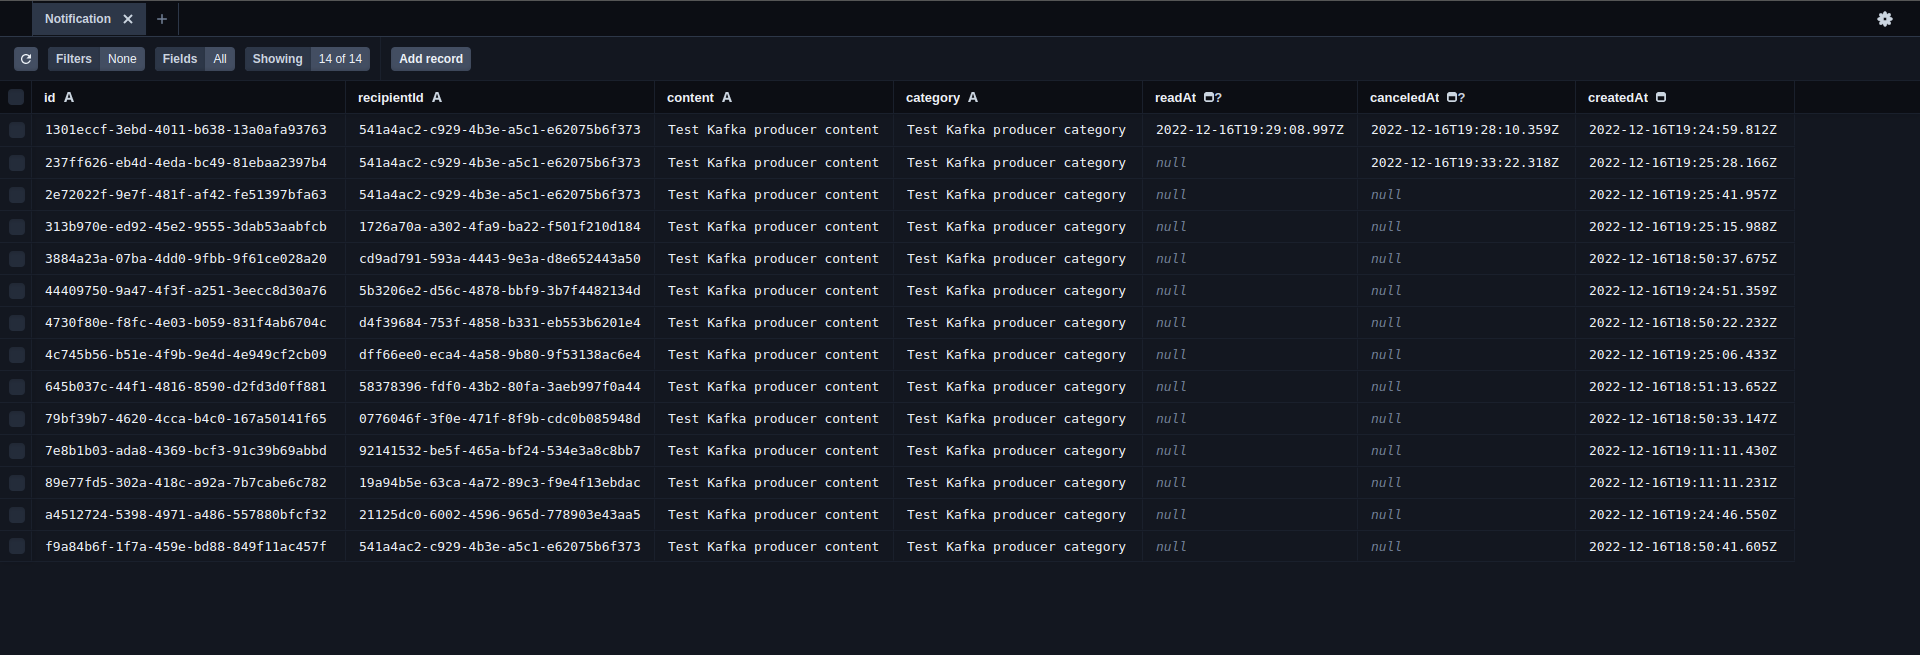 Notification
Filters None Fields All Showing 14 of 14 Add record
id A recipientId A content A category A readAt ? canceledAt ? createdAt
1301eccf-3ebd-4011-b638-13a0afa93763 541a4ac2-c929-4b3e-a5c1-e62075b6f373 Test Kafka producer content Test Kafka producer category 2022-12-16T19:29:08.997Z 2022-12-16T19:28:10.359Z 2022-12-16T19:24:59.812Z
237ff626-eb4d-4eda-bc49-81ebaa2397b4 541a4ac2-c929-4b3e-a5c1-e62075b6f373 Test Kafka producer content Test Kafka producer category null 2022-12-16T19:33:22.318Z 2022-12-16T19:25:28.166Z
2e72022f-9e7f-481f-af42-fe51397bfa63 541a4ac2-c929-4b3e-a5c1-e62075b6f373 Test Kafka producer content Test Kafka producer category null null 2022-12-16T19:25:41.957Z
313b970e-ed92-45e2-9555-3dab53aabfcb 1726a70a-a302-4fa9-ba22-f501f210d184 Test Kafka producer content Test Kafka producer category null null 2022-12-16T19:25:15.988Z
3884a23a-07ba-4dd0-9fbb-9f61ce028a20 cd9ad791-593a-4443-9e3a-d8e652443a50 Test Kafka producer content Test Kafka producer category null null 2022-12-16T18:50:37.675Z
44409750-9a47-4f3f-a251-3eecc8d30a76 5b3206e2-d56c-4878-bbf9-3b7f4482134d Test Kafka producer content Test Kafka producer category null null 2022-12-16T19:24:51.359Z
4730f80e-f8fc-4e03-b059-831f4ab6704c d4f39684-753f-4858-b331-eb553b6201e4 Test Kafka producer content Test Kafka producer category null null 2022-12-16T18:50:22.232Z
4c745b56-b51e-4f9b-9e4d-4e949cf2cb09 dff66ee0-eca4-4a58-9b80-9f53138ac6e4 Test Kafka producer content Test Kafka producer category null null 2022-12-16T19:25:06.433Z
645b037c-44f1-4816-8590-d2fd3d0ff881 58378396-fdf0-43b2-80fa-3aeb997f0a44 Test Kafka producer content Test Kafka producer category null null 2022-12-16T18:51:13.652Z
79bf39b7-4620-4cca-b4c0-167a50141f65 0776046f-3f0e-471f-8f9b-cdc0b085948d Test Kafka producer content Test Kafka producer category null null 2022-12-16T18:50:33.147Z
7e8b1b03-ada8-4369-bcf3-91c39b69abbd 92141532-be5f-465a-bf24-534e3a8c8bb7 Test Kafka producer content Test Kafka producer category null null 2022-12-16T19:11:11.430Z
89e77fd5-302a-418c-a92a-7b7cabe6c782 19a94b5e-63ca-4a72-89c3-f9e4f13ebdac Test Kafka producer content Test Kafka producer category null null 2022-12-16T19:11:11.231Z
a4512724-5398-4971-a486-557880bfcf32 21125dc0-6002-4596-965d-778903e43aa5 Test Kafka producer content Test Kafka producer category null null 2022-12-16T19:24:46.550Z
f9a84b6f-1f7a-459e-bd88-849f11ac457f 541a4ac2-c929-4b3e-a5c1-e62075b6f373 Test Kafka producer content Test Kafka producer category null null 2022-12-16T18:50:41.605Z